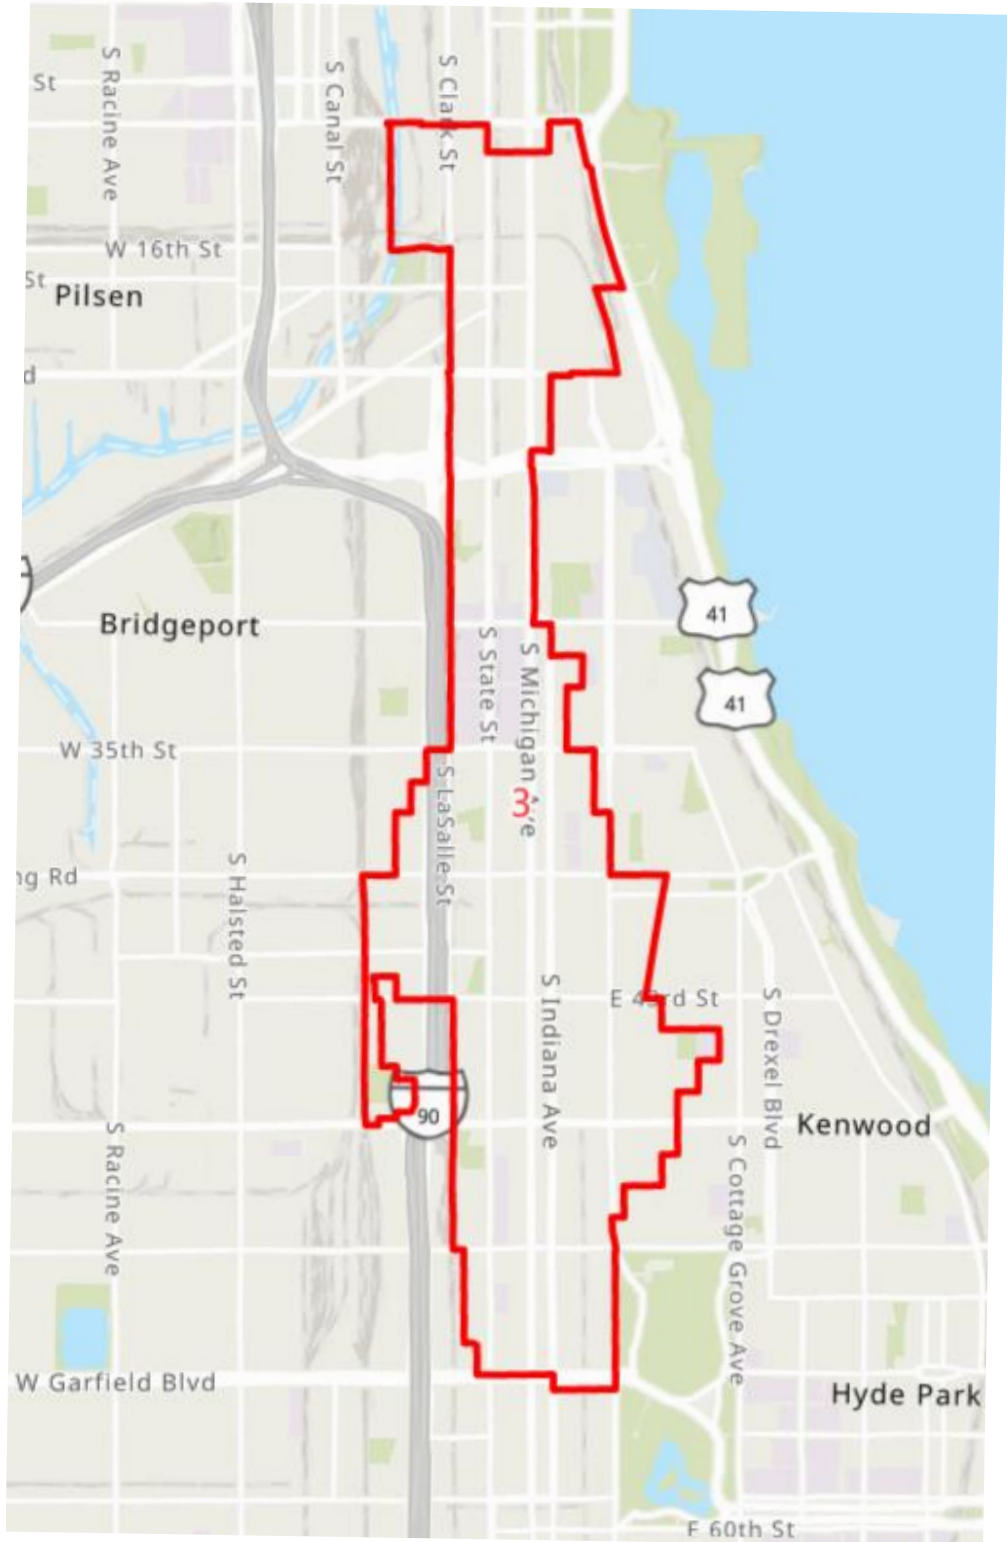 S Racine Ave
S Canal St
S Clark St
St
W 16th St
St
Pilsen
d
Bridgeport
41
41
S State St
S Michigan Ave
W 35th St
3
S LaSalle St
ng Rd
S Halsted St
E 43rd St
S Indiana Ave
S Drexel Blvd
90
Kenwood
S Racine Ave
S Cottage Grove Ave
W Garfield Blvd
Hyde Park
E 60th St